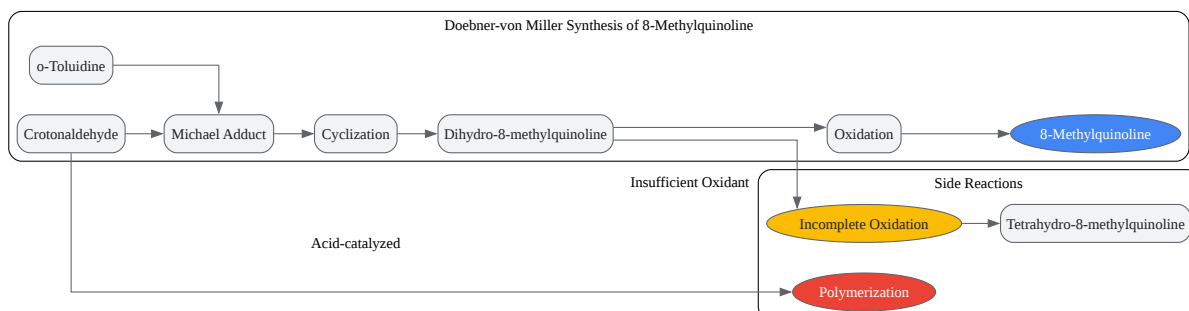 Doebner-von Miller Synthesis of 8-Methylquinoline
o-Toluidine
Crotonaldehyde
Michael Adduct
Cyclization
Dihydro-8-methylquinoline
Oxidation
8-Methylquinoline
Insufficient Oxidant
Side Reactions
Incomplete Oxidation
Tetrahydro-8-methylquinoline
Acid-catalyzed
Polymerization